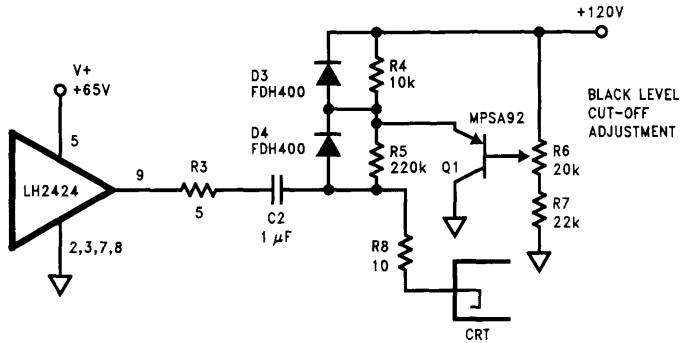 +120V
V+
+65V
D3
FDH400
R4
10k
MPSA92
BLACK LEVEL
CUT-OFF
ADJUSTMENT
5
D4
FDH400
R5
220k
Q1
R6
20k
LH2424
9
R3
5
C2
1 µF
R7
22k
2,3,7,8
R8
10
CRT